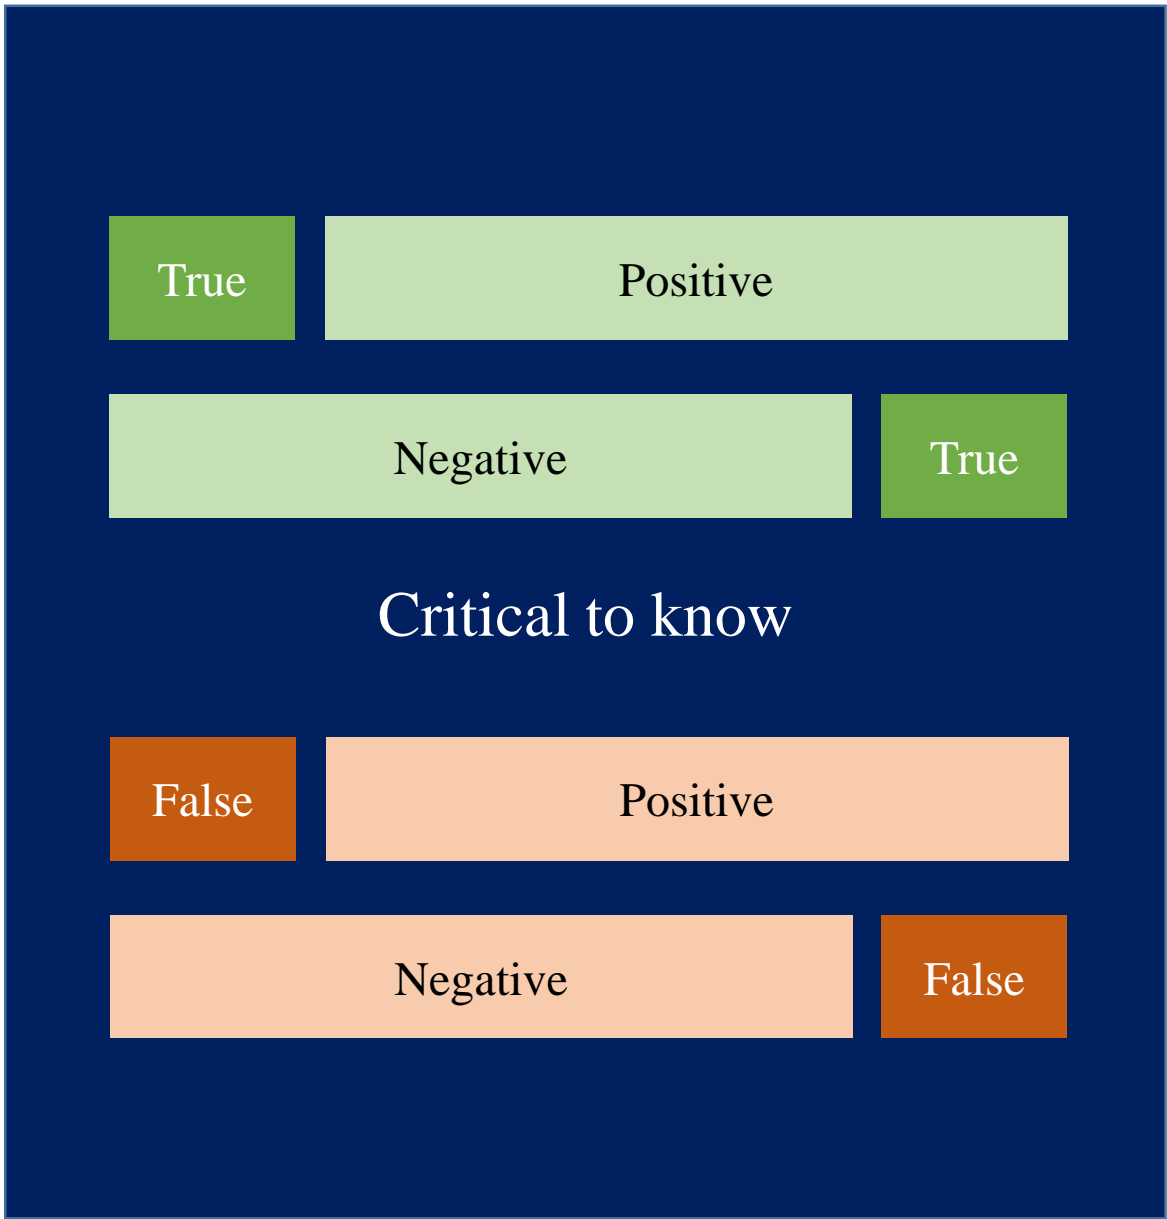 True Positive
Negative True
Critical to know
False Positive
Negative False